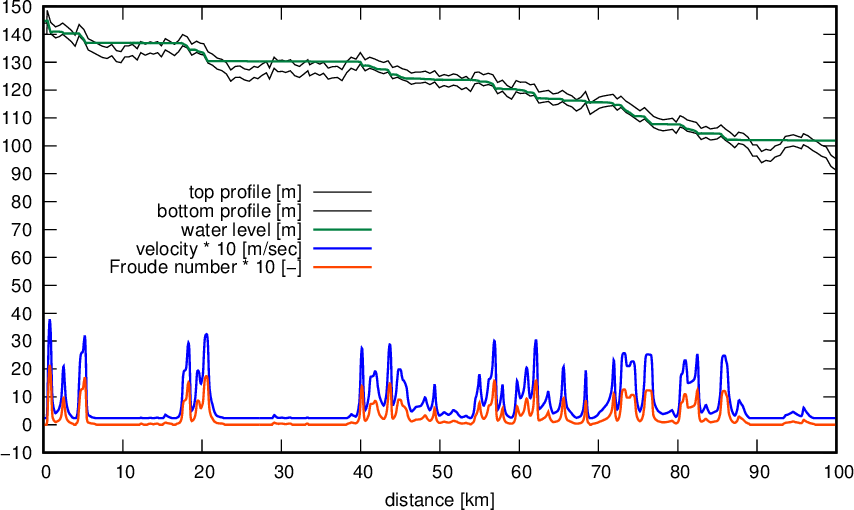 150
140
130
120
110
100
90
80
70
60
50
40
30
20
10
0
−10
top profile [m]
bottom profile [m]
water level [m]
velocity * 10 [m/sec]
Froude number * 10 [−]
0 10 20 30 40 50 60 70 80 90 100
distance [km]